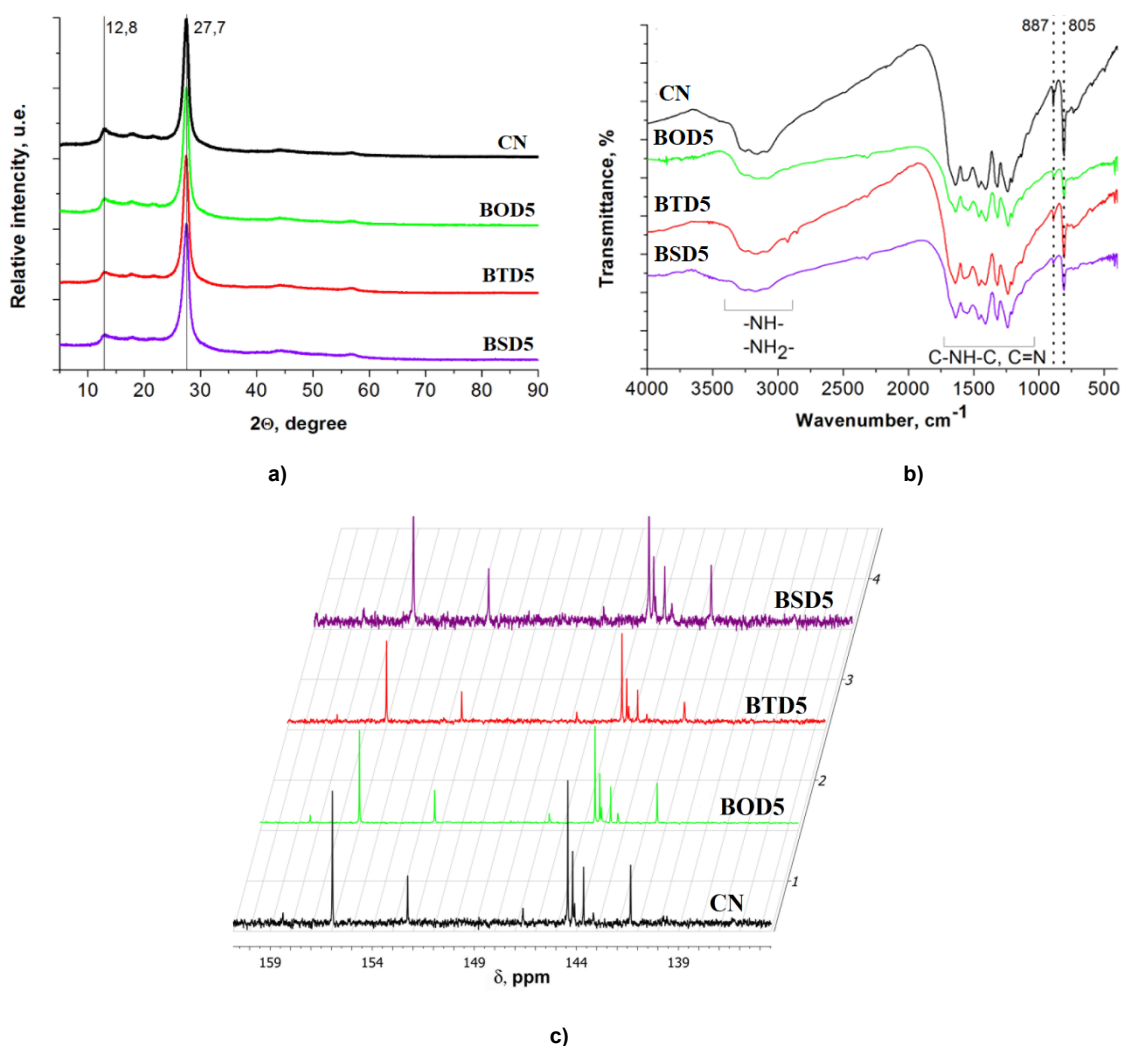 12,8
27,7
CN
BOD5
BTD5
BSD5
Relative intencity, u.e.
10 20 30 40 50 60 70 80 90
2Θ, degree
a)
887
805
CN
BOD5
BTD5
BSD5
Transmittance, %
-NH-
-NH2-
C-NH-C, C=N
4000 3500 3000 2500 2000 1500 1000 500
Wavenumber, cm-1
b)
BSD5
4
BTD5
3
BOD5
2
CN
1
159 154 149 144 139
δ, ppm
c)